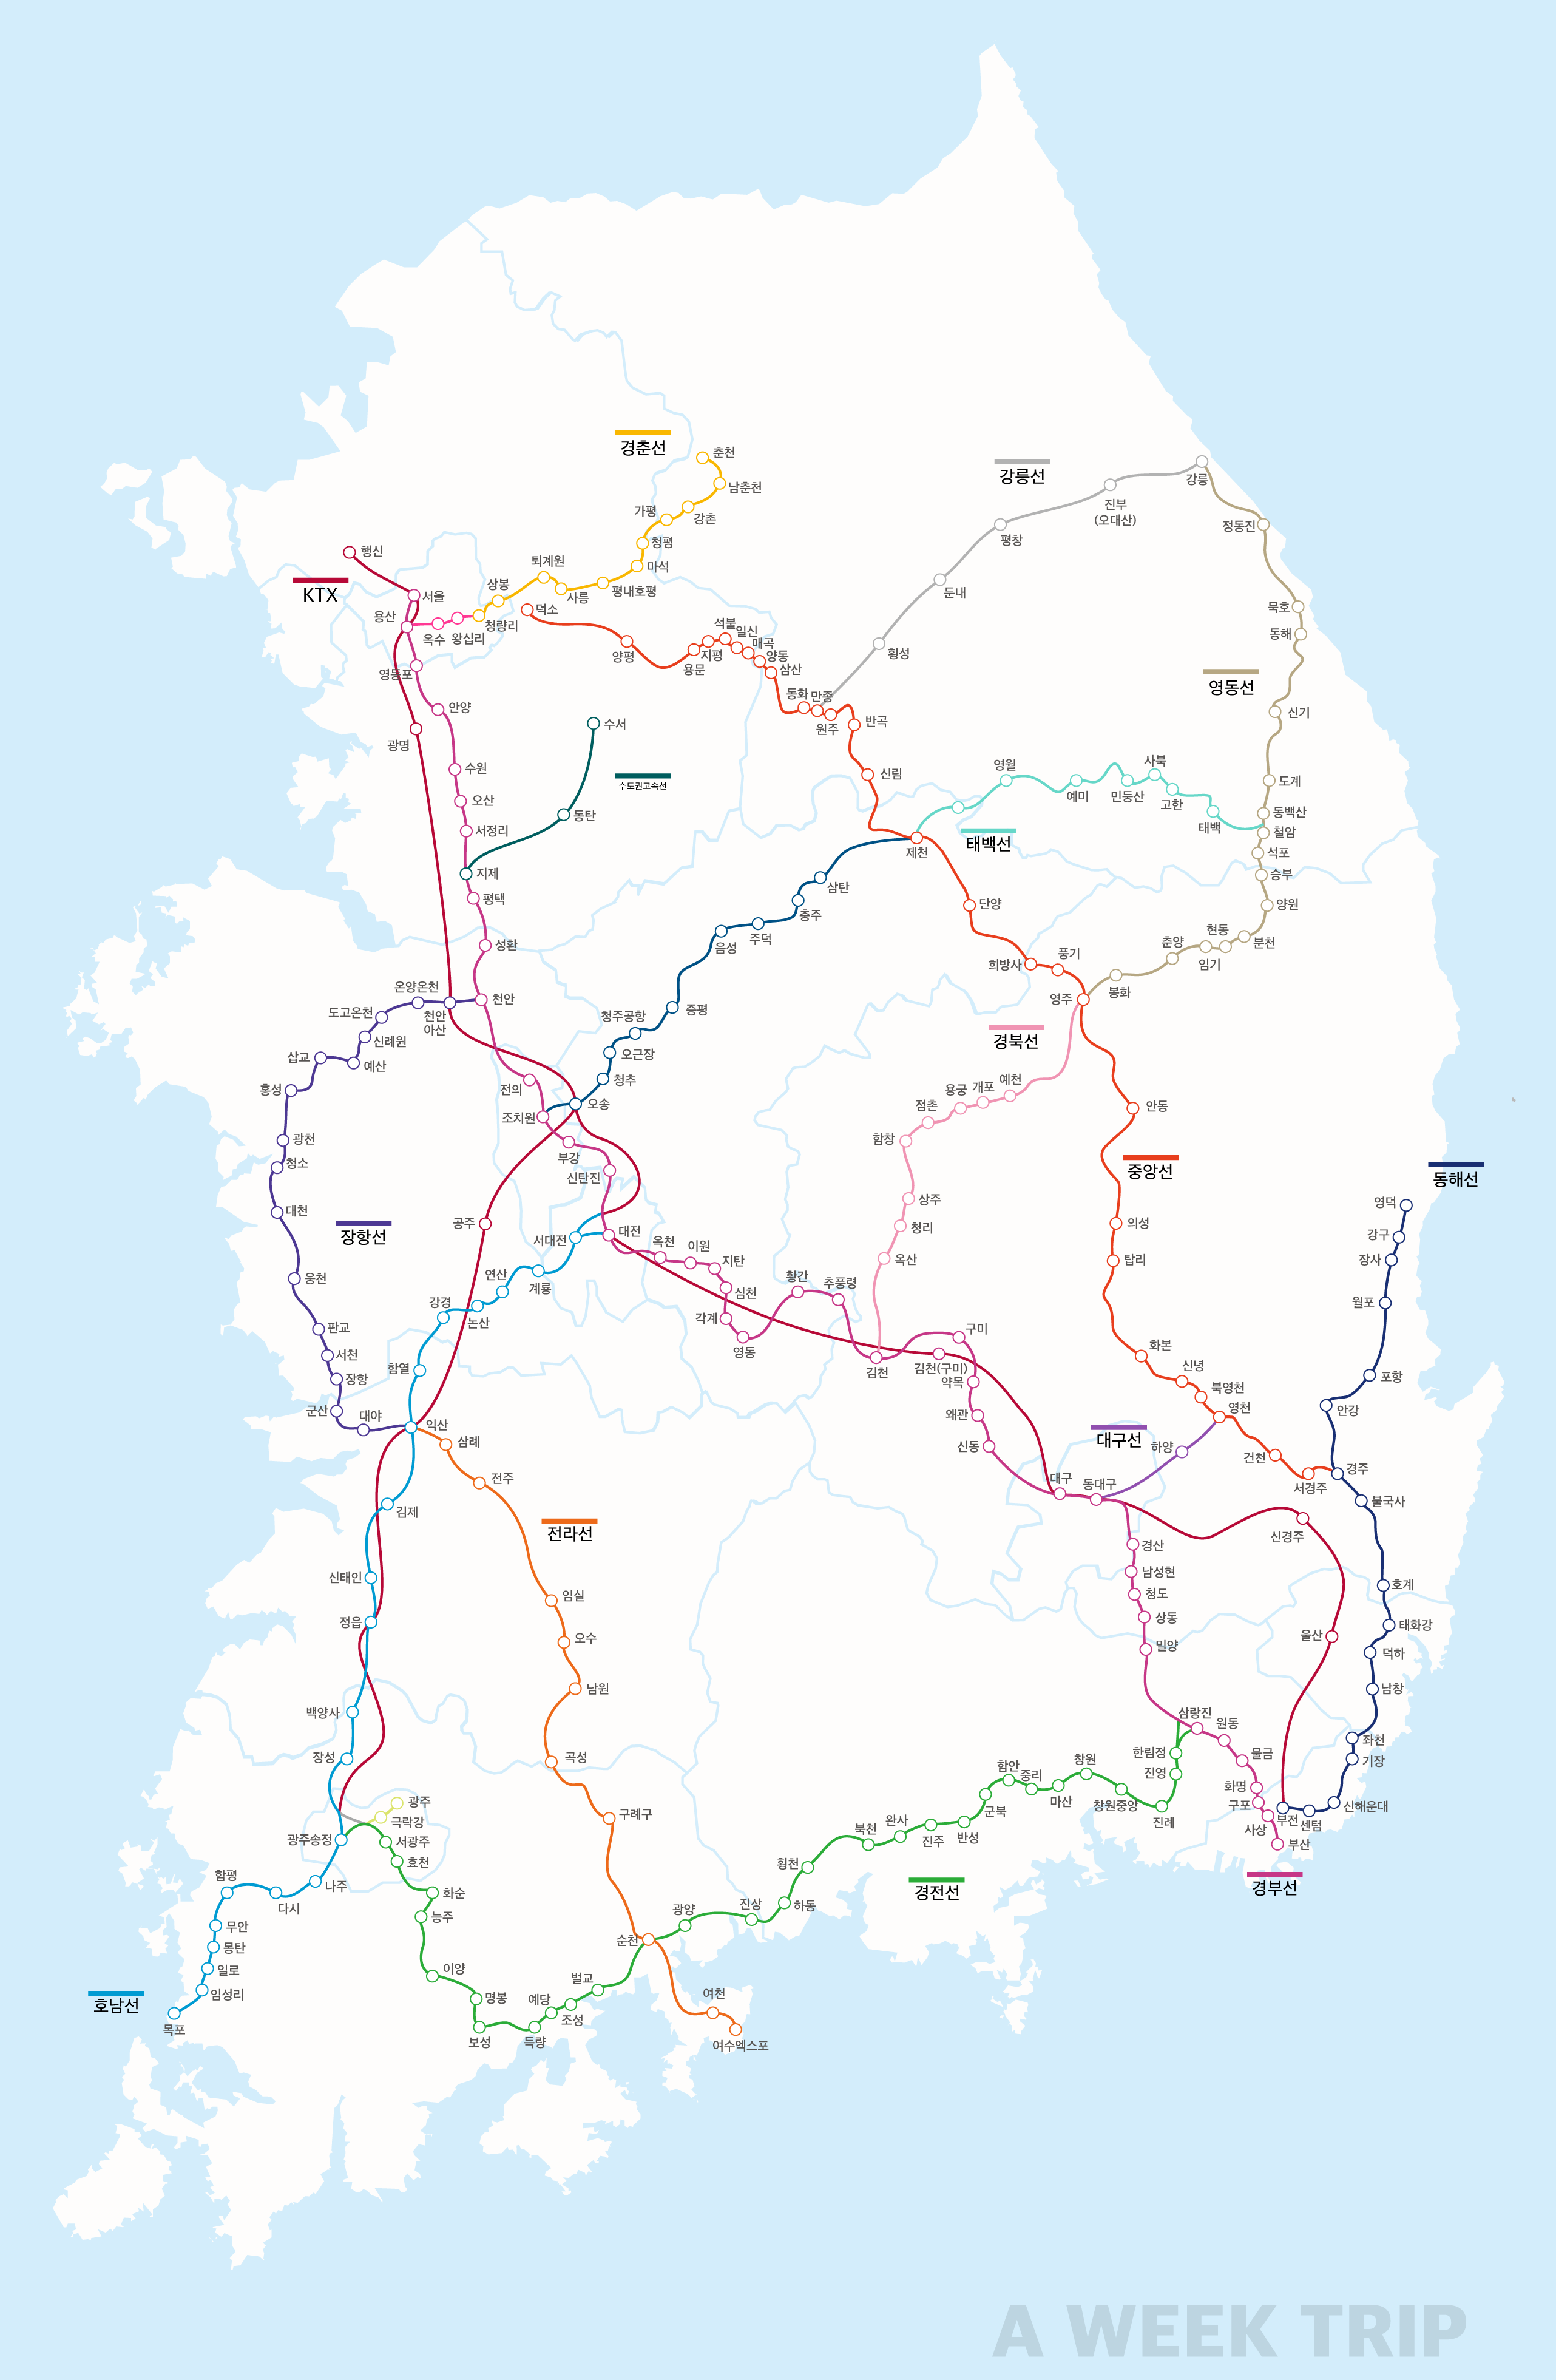 경춘선
춘천
남춘천
강촌
가평
청평
마석
평내호평
사릉
퇴계원
상봉
청량리
왕십리
옥수
KTX
행신
서울
용산
영등포
광명
안양
수원
오산
서정리
지제
평택
성환
천안
수도권고속선
수서
동탄
덕소
양평
용문
지평
석불
일신
매곡
양동
삼산
동화
만종
원주
반곡
신림
제천
강릉선
강릉
진부
(오대산)
평창
둔내
횡성
영동선
정동진
묵호
동해
신기
도계
동백산
철암
석포
승부
양원
분천
현동
임기
춘양
봉화
영주
태백선
영월
예미
민둥산
사북
고한
태백
단양
희방사
풍기
삼탄
충주
주덕
음성
증평
청주공항
오근장
청추
오송
조치원
전의
부강
신탄진
대전
서대전
온양온천
천안
아산
도고온천
신례원
예산
삽교
홍성
광천
청소
대천
장항선
웅천
판교
서천
장항
군산
대야
익산
공주
계룡
연산
논산
강경
함열
옥천
이원
지탄
심천
각계
영동
황간
추풍령
김천
김천(구미)
구미
약목
왜관
신동
대구
동대구
경북선
예천
개포
용궁
점촌
함창
상주
청리
옥산
중앙선
안동
의성
탑리
화본
신녕
북영천
영천
건천
서경주
경주
대구선
하양
동해선
영덕
강구
장사
월포
포항
안강
불국사
호계
태화강
덕하
남창
좌천
기장
신해운대
센텀
부전
신경주
울산
경산
남성현
청도
상동
밀양
삼랑진
원동
물금
화명
구포
사상
부산
경부선
전라선
삼례
전주
임실
오수
남원
곡성
구례구
순천
여천
여수엑스포
김제
신태인
정읍
백양사
장성
광주송정
광주
극락강
서광주
효천
화순
능주
이양
명봉
보성
득량
예당
조성
벌교
호남선
나주
다시
함평
무안
몽탄
일로
임성리
목포
경전선
광양
진상
하동
횡천
북천
완사
진주
반성
군북
함안
중리
마산
창원
창원중앙
진례
진영
한림정
A WEEK TRIP